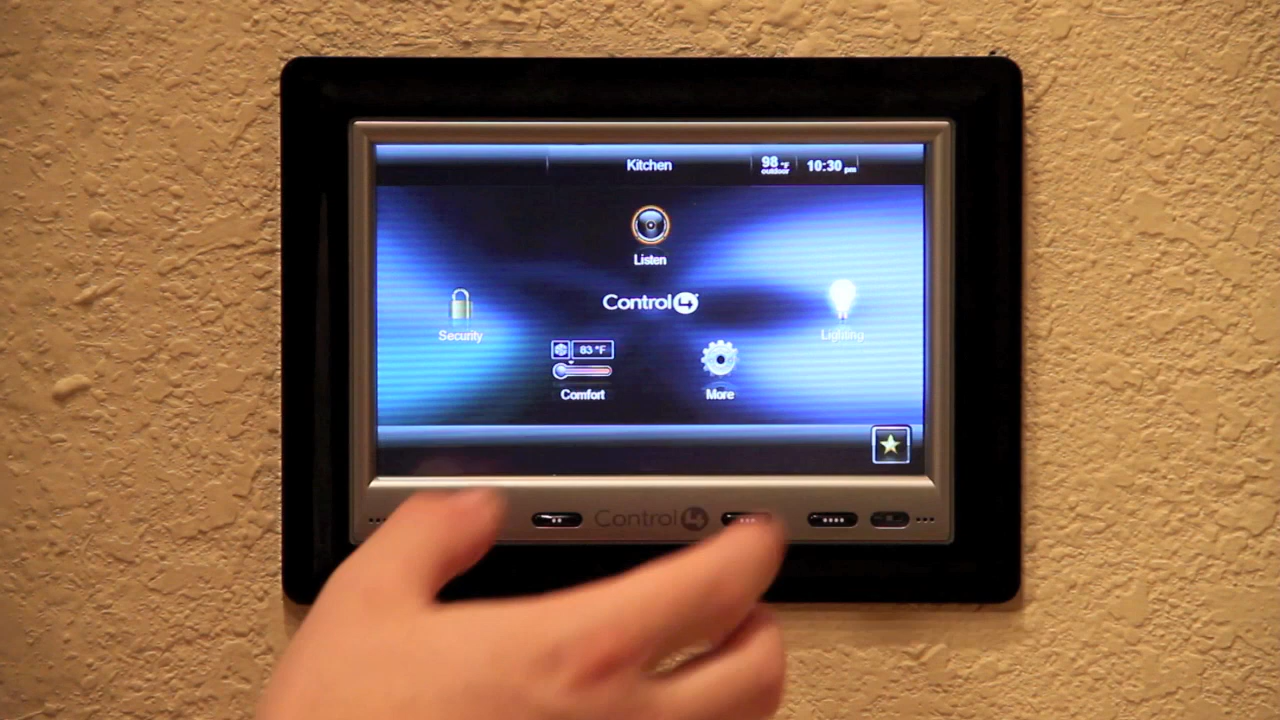 Kitchen
98 °F
outdoor
10:30 pm
Listen
Control4
Security
Lighting
83 °F
Comfort
More
Control4